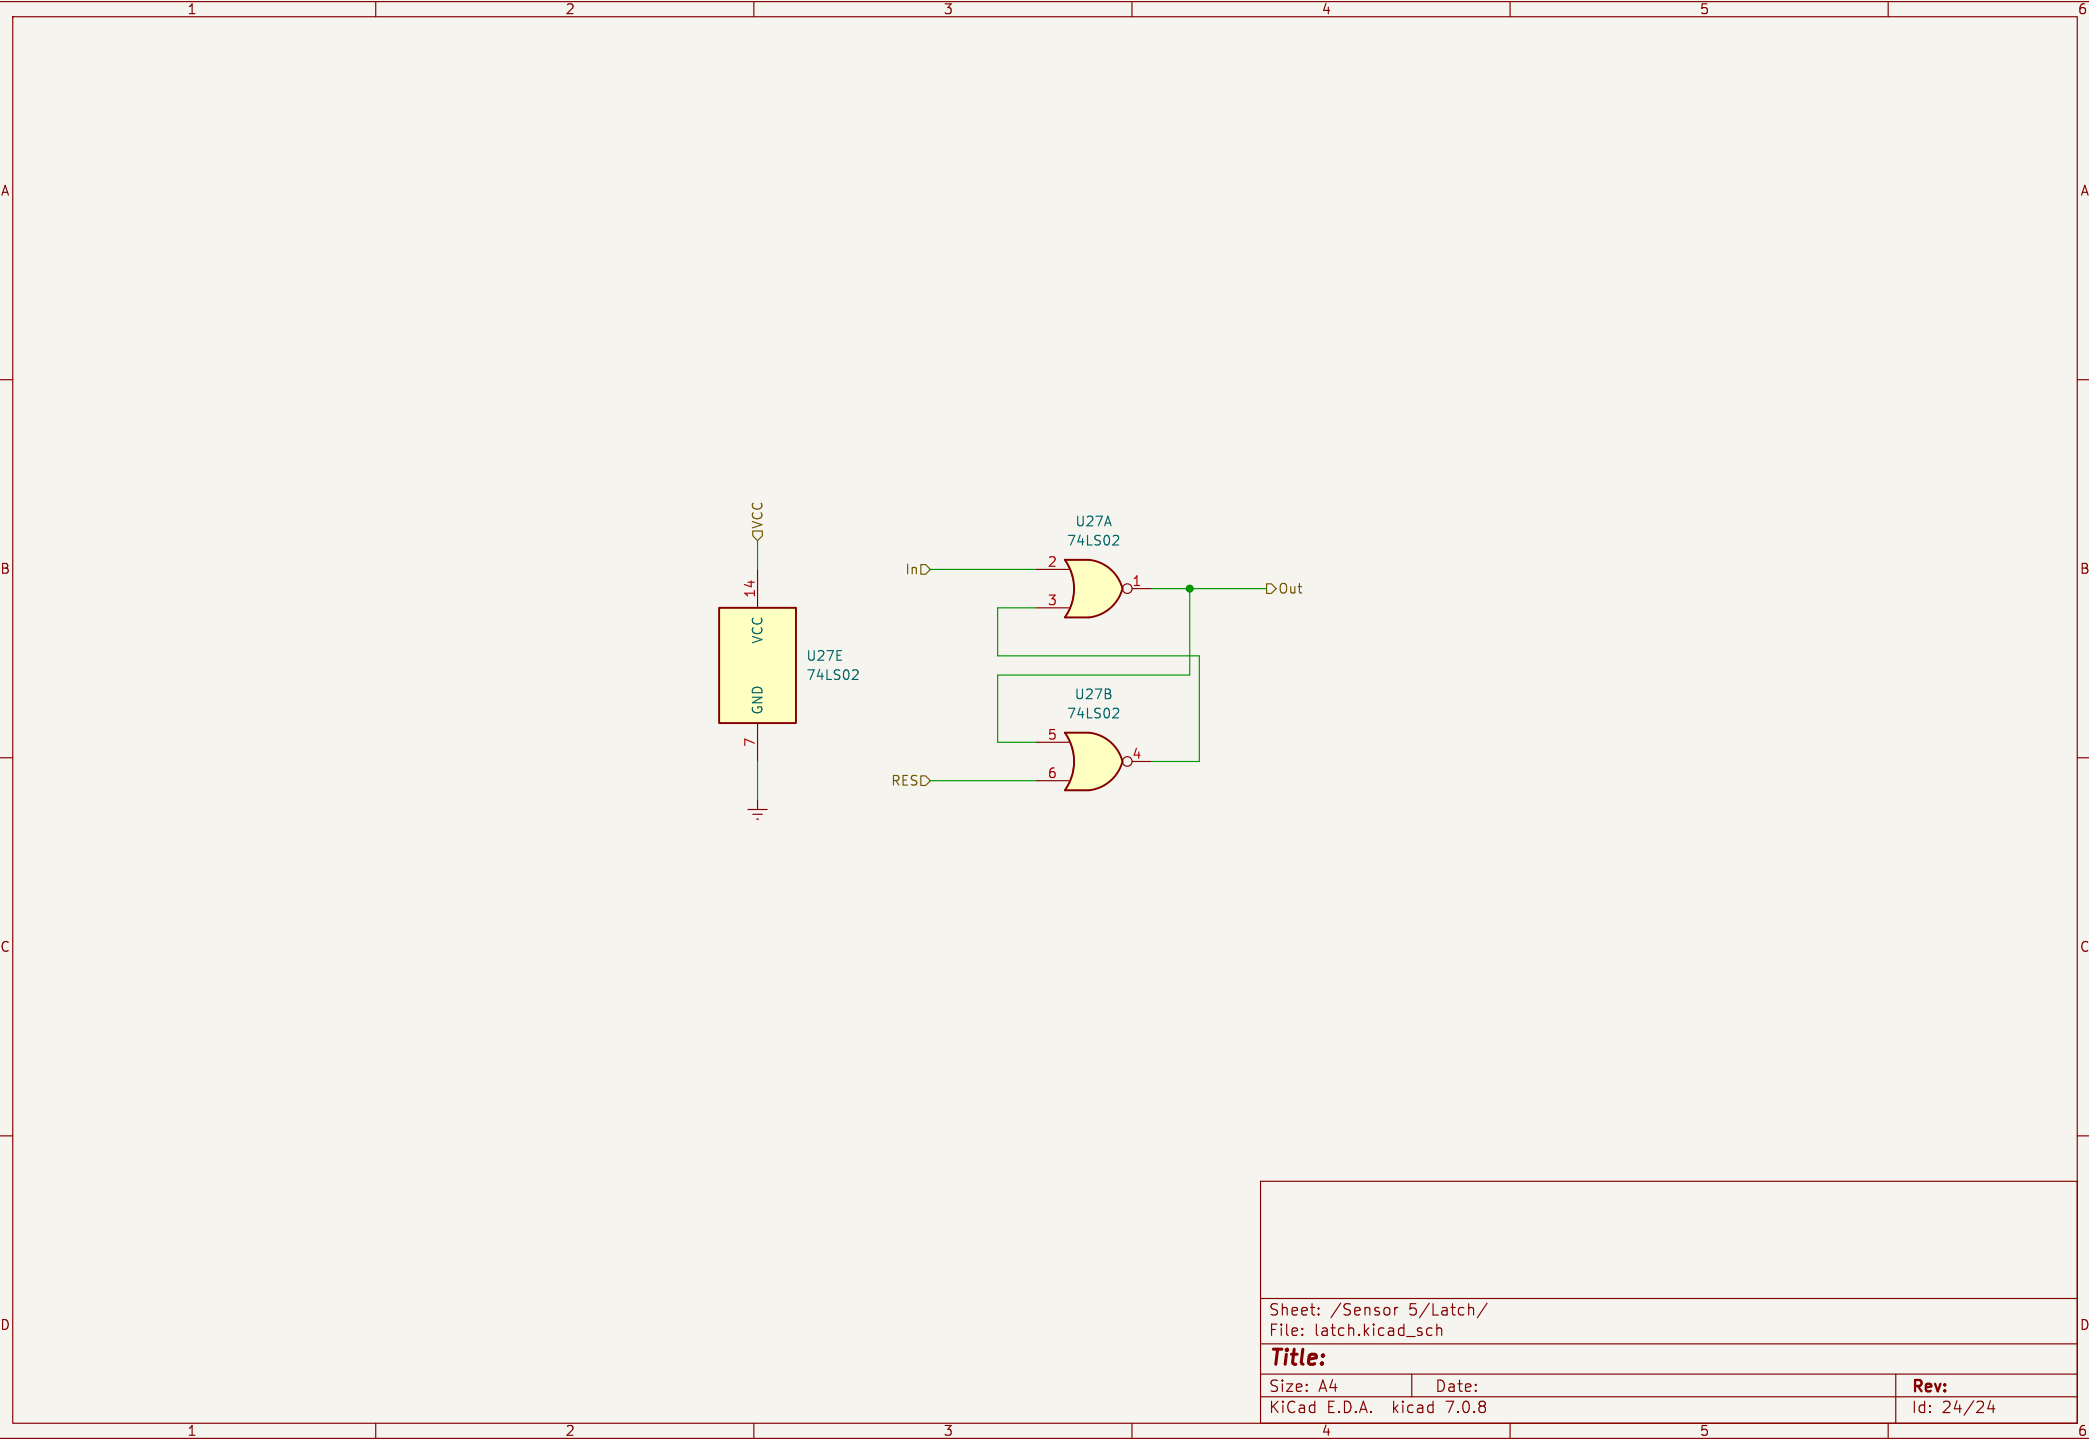 1 2 3 4 5 6
A A
VCC
U27A
74LS02
In 2
14
1 Out
3
B B
VCC
U27E
74LS02
GND
U27B
74LS02
7
5
4
RES 6
C C
Sheet: /Sensor 5/Latch/
File: latch.kicad_sch
D D
Title:
Size: A4 Date: Rev:
KiCad E.D.A. kicad 7.0.8 Id: 24/24
1 2 3 4 5 6